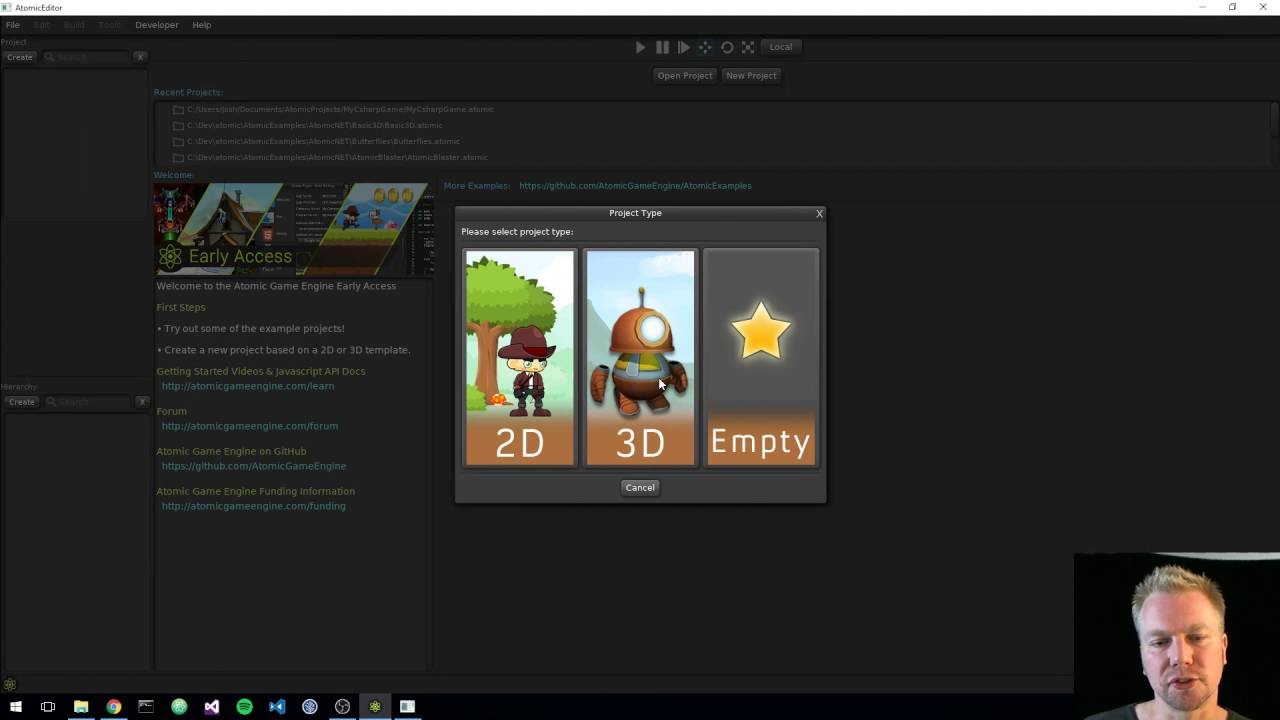 AtomicEditor
File Edit Build Tools Developer Help
Project
Create Search X
Local
Open Project New Project
Recent Projects:
C:/Users/Josh/Documents/AtomicProjects/MyCsharpGame/MyCsharpGame.atomic
C:\Dev\atomic\AtomicExamples\AtomicNET\Basic3D\Basic3D.atomic
C:\Dev\atomic\AtomicExamples\AtomicNET\Butterflies\Butterflies.atomic
C:\Dev\atomic\AtomicExamples\AtomicNET\AtomicBlaster\AtomicBlaster.atomic
Welcome:
More Examples: https://github.com/AtomicGameEngine/AtomicExamples
Early Access
Welcome to the Atomic Game Engine Early Access
First Steps
• Try out some of the example projects!
• Create a new project based on a 2D or 3D template.
Getting Started Videos & Javascript API Docs
http://atomicgameengine.com/learn
Forum
http://atomicgameengine.com/forum
Atomic Game Engine on GitHub
https://github.com/AtomicGameEngine
Atomic Game Engine Funding Information
http://atomicgameengine.com/funding
Project Type X
Please select project type:
2D 3D Empty
Cancel
Hierarchy
Create Search X